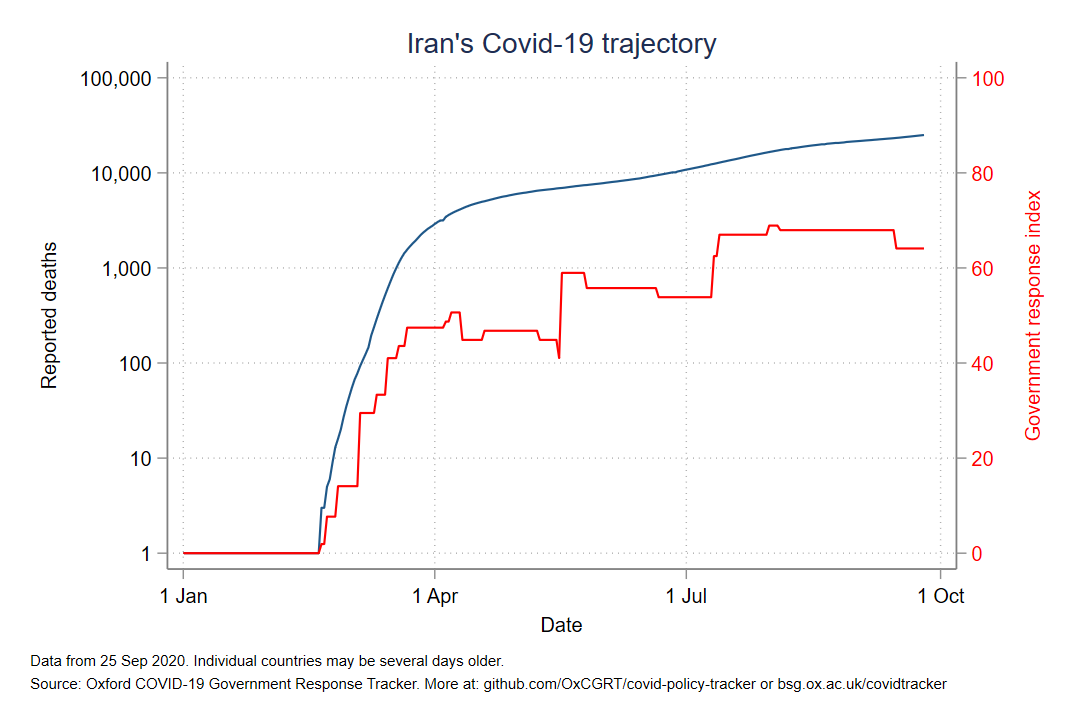 Iran's Covid-19 trajectory
100,000
10,000
1,000
100
10
1
Reported deaths
100
80
60
40
20
0
Government response index
1 Jan
1 Apr
1 Jul
1 Oct
Date
Data from 25 Sep 2020. Individual countries may be several days older.
Source: Oxford COVID-19 Government Response Tracker. More at: github.com/OxCGRT/covid-policy-tracker or bsg.ox.ac.uk/covidtracker